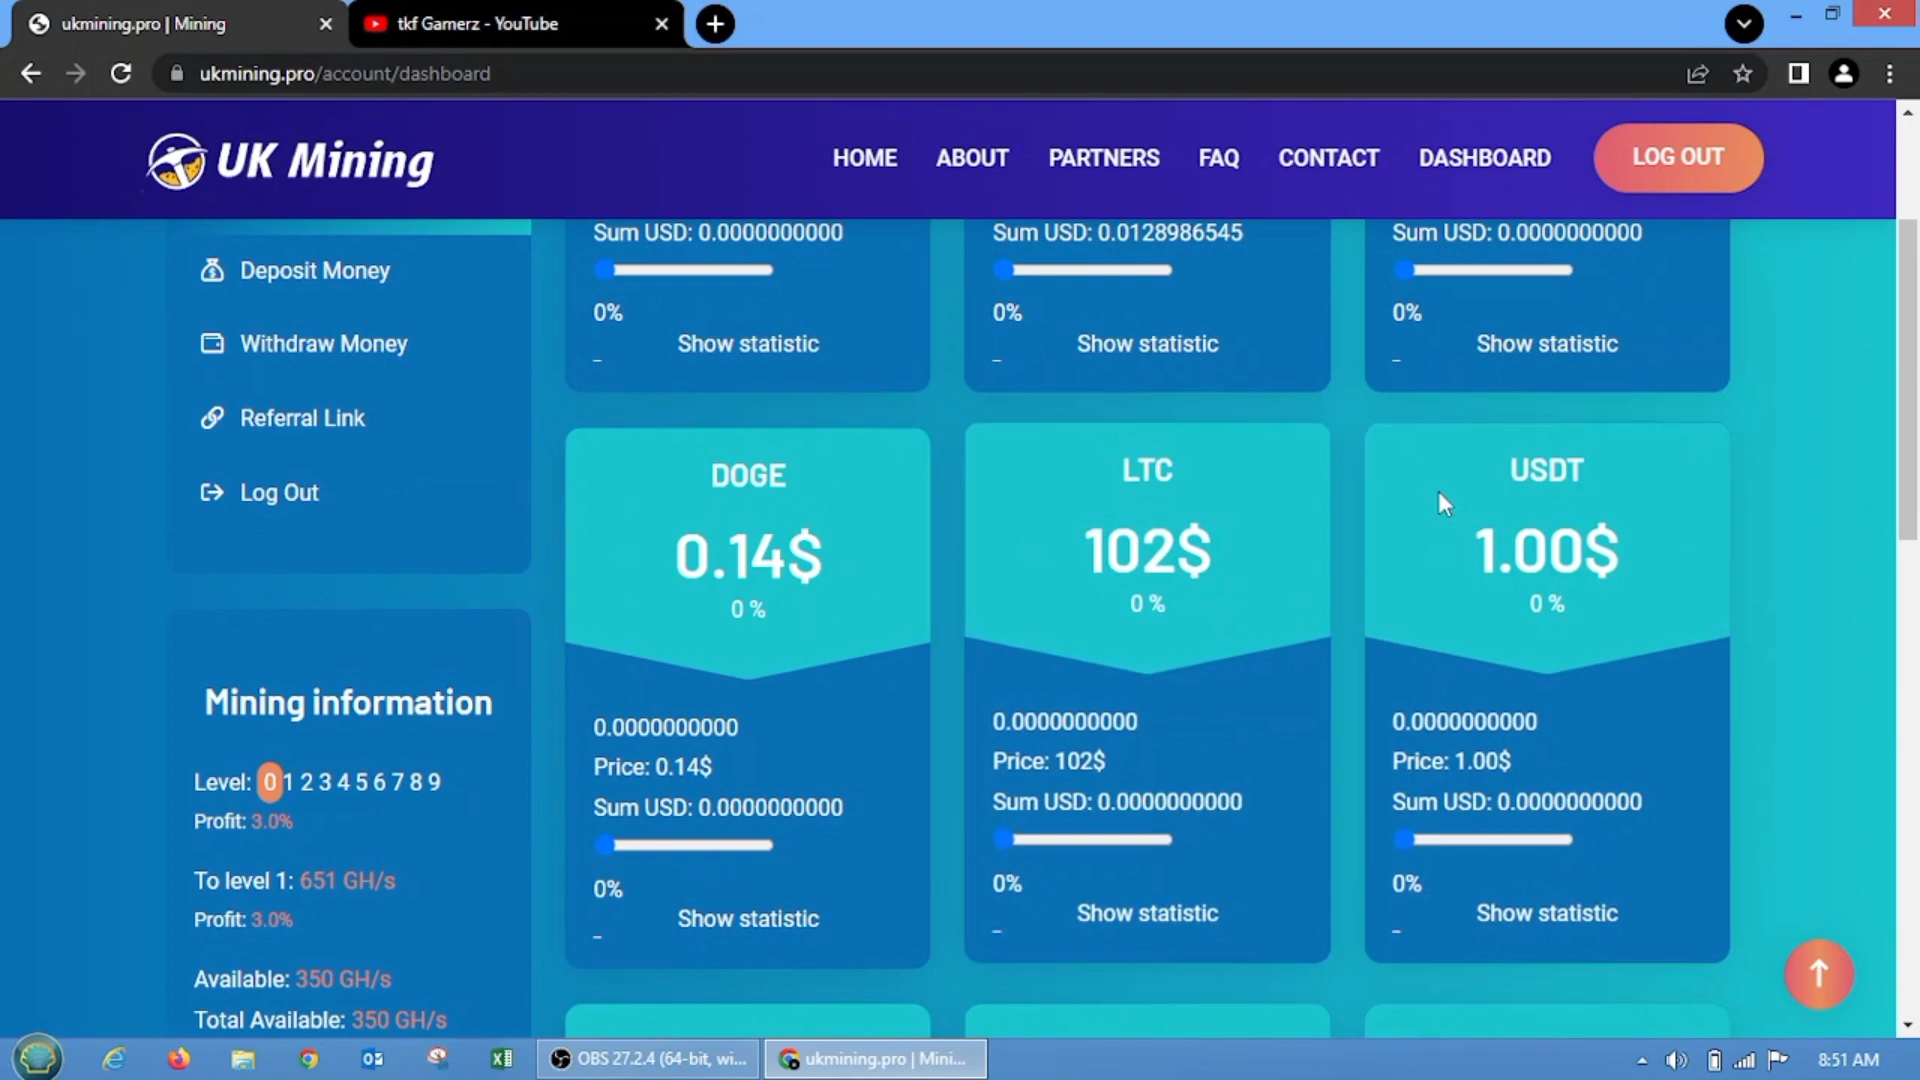 ukmining.pro | Mining
tkf Gamerz - YouTube
ukmining.pro/account/dashboard
UK Mining
HOME
ABOUT
PARTNERS
FAQ
CONTACT
DASHBOARD
LOG OUT
Deposit Money
Withdraw Money
Referral Link
Log Out
Sum USD: 0.0000000000
0%
Show statistic
_
Sum USD: 0.0128986545
0%
Show statistic
_
Sum USD: 0.0000000000
0%
Show statistic
_
DOGE
0.14$
0 %
0.0000000000
Price: 0.14$
Sum USD: 0.0000000000
0%
Show statistic
_
LTC
102$
0 %
0.0000000000
Price: 102$
Sum USD: 0.0000000000
0%
Show statistic
_
USDT
1.00$
0 %
0.0000000000
Price: 1.00$
Sum USD: 0.0000000000
0%
Show statistic
_
Mining information
Level: 0 1 2 3 4 5 6 7 8 9
Profit: 3.0%
To level 1: 651 GH/s
Profit: 3.0%
Available: 350 GH/s
Total Available: 350 GH/s
OBS 27.2.4 (64-bit, wi...
ukmining.pro | Mini...
8:51 AM